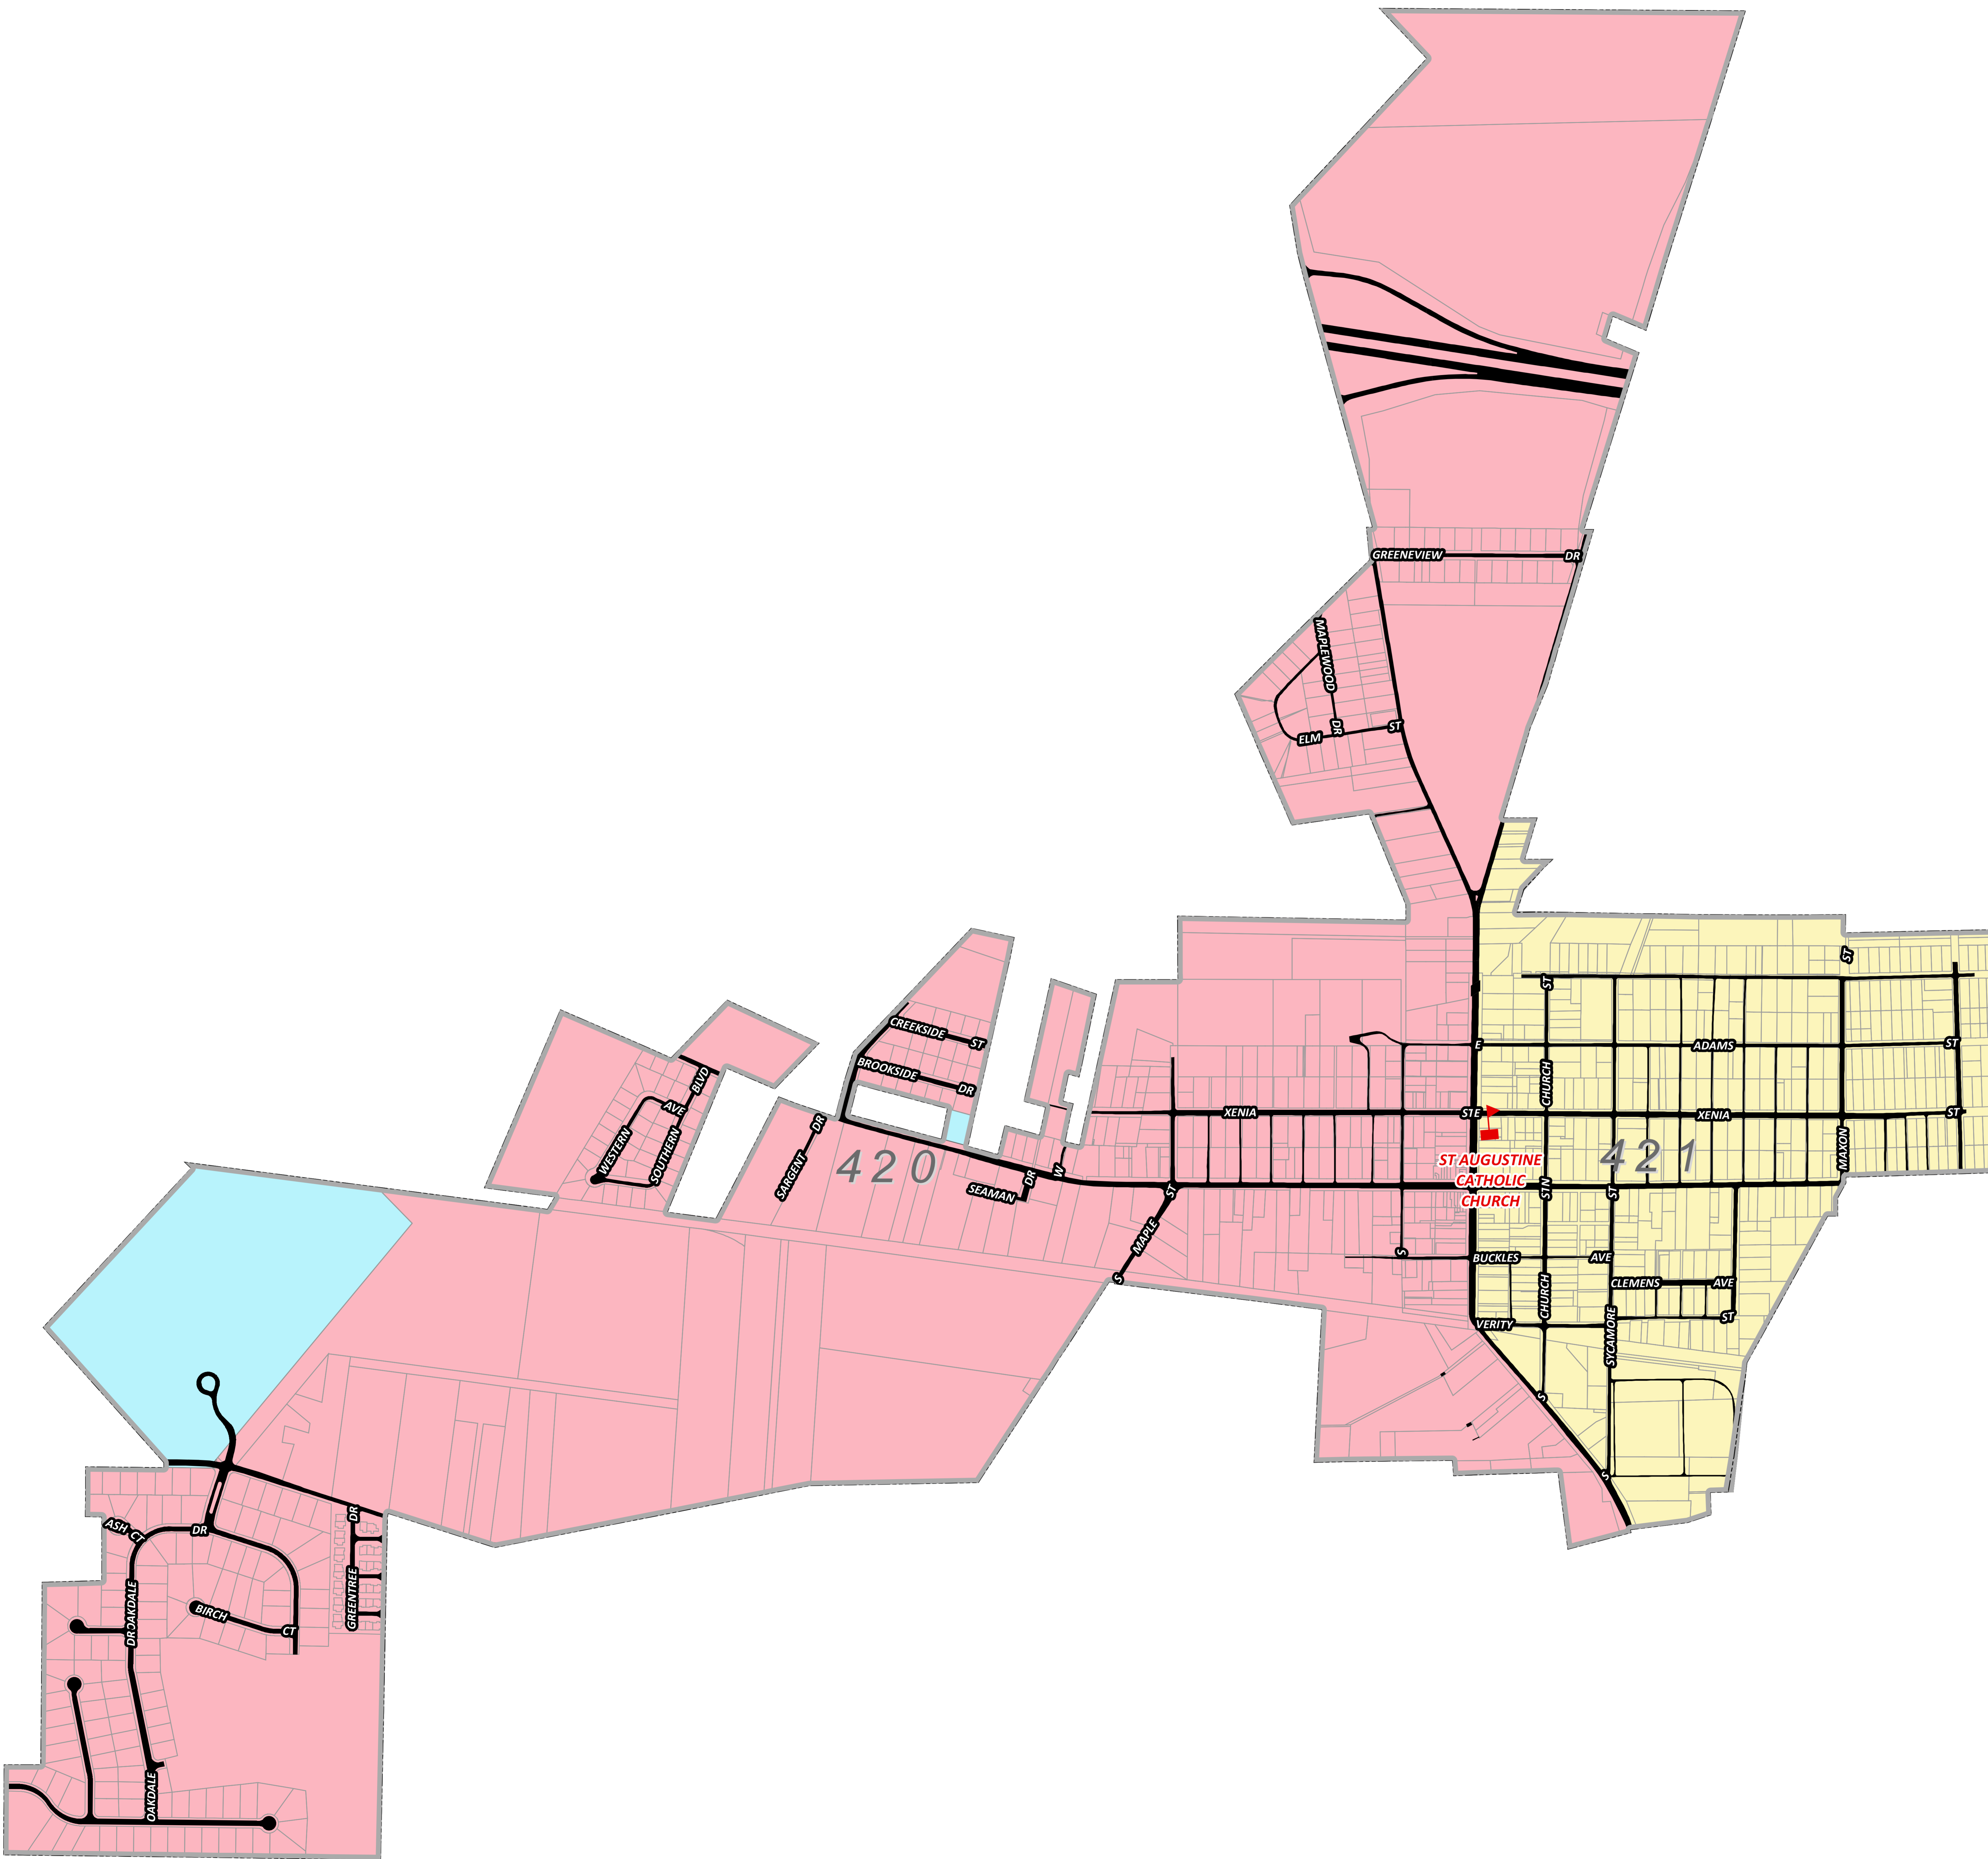 GREENEVIEW DR
MAPLEWOOD DR
ELM ST
ST
ST
CREEKSIDE ST
E ADAMS ST
BROOKSIDE DR
BLVD
CHURCH
AVE
XENIA STE XENIA ST
DR
WESTERN
SOUTHERN
SARGENT
420
421
MAXON
ST AUGUSTINE
CATHOLIC
CHURCH
W
DR
SEAMAN
ST
STN
ST
MAPLE
S
S
BUCKLES AVE
CLEMENS AVE
CHURCH
VERITY ST
SYCAMORE
S
S
DR
ASH CT
DR
OAKDALE
DR
GREENTREE
BIRCH CT
OAKDALE